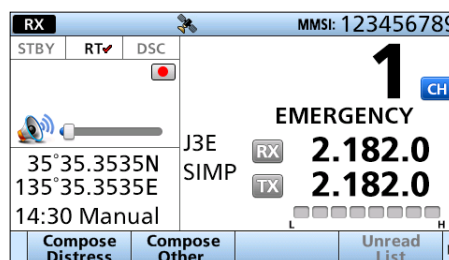 RX MMSI: 123456789
STBY RT✔ DSC
1 CH
EMERGENCY
J3E RX 2.182.0
SIMP TX 2.182.0
35°35.3535N
135°35.3535E
14:30 Manual
L H
Compose Distress
Compose Other
Unread List